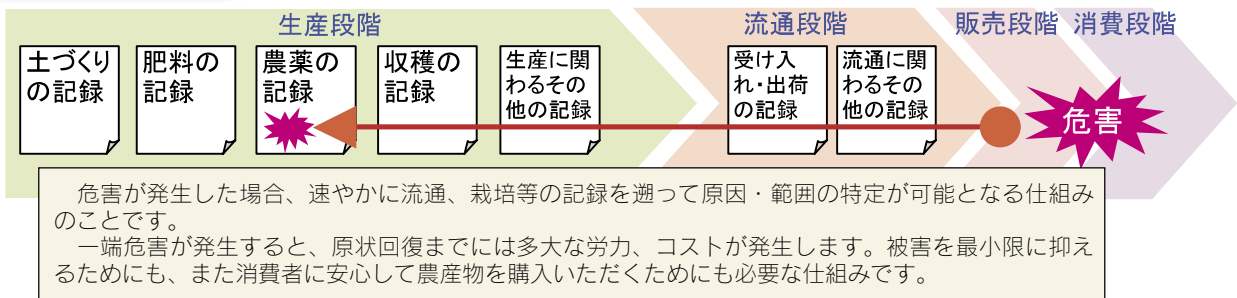 生産段階
流通段階
販売段階
消費段階
土づくり
の記録
肥料の
記録
農薬の
記録
収穫の
記録
生産に関
わるその
他の記録
受け入
れ・出荷
の記録
流通に関
わるその
他の記録
危害
危害が発生した場合、速やかに流通、栽培等の記録を遡って原因・範囲の特定が可能となる仕組み
のことです。
一端危害が発生すると、原状回復までには多大な労力、コストが発生します。被害を最小限に抑え
るためにも、また消費者に安心して農産物を購入いただくためにも必要な仕組みです。